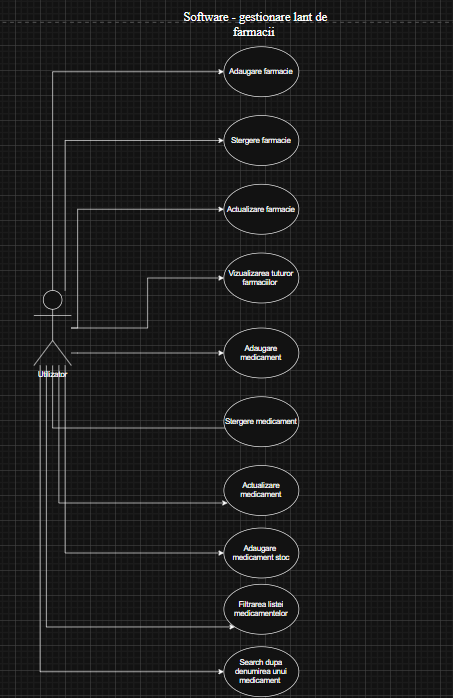 Software - gestionare lant de
farmacii
Adaugare farmacie
Stergere farmacie
Actualizare farmacie
Vizualizarea tuturor
farmaciilor
Adaugare
medicament
Utilizator
Stergere medicament
Actualizare
medicament
Adaugare
medicament stoc
Filtrarea listei
medicamentelor
Search dupa
denumirea unui
medicament